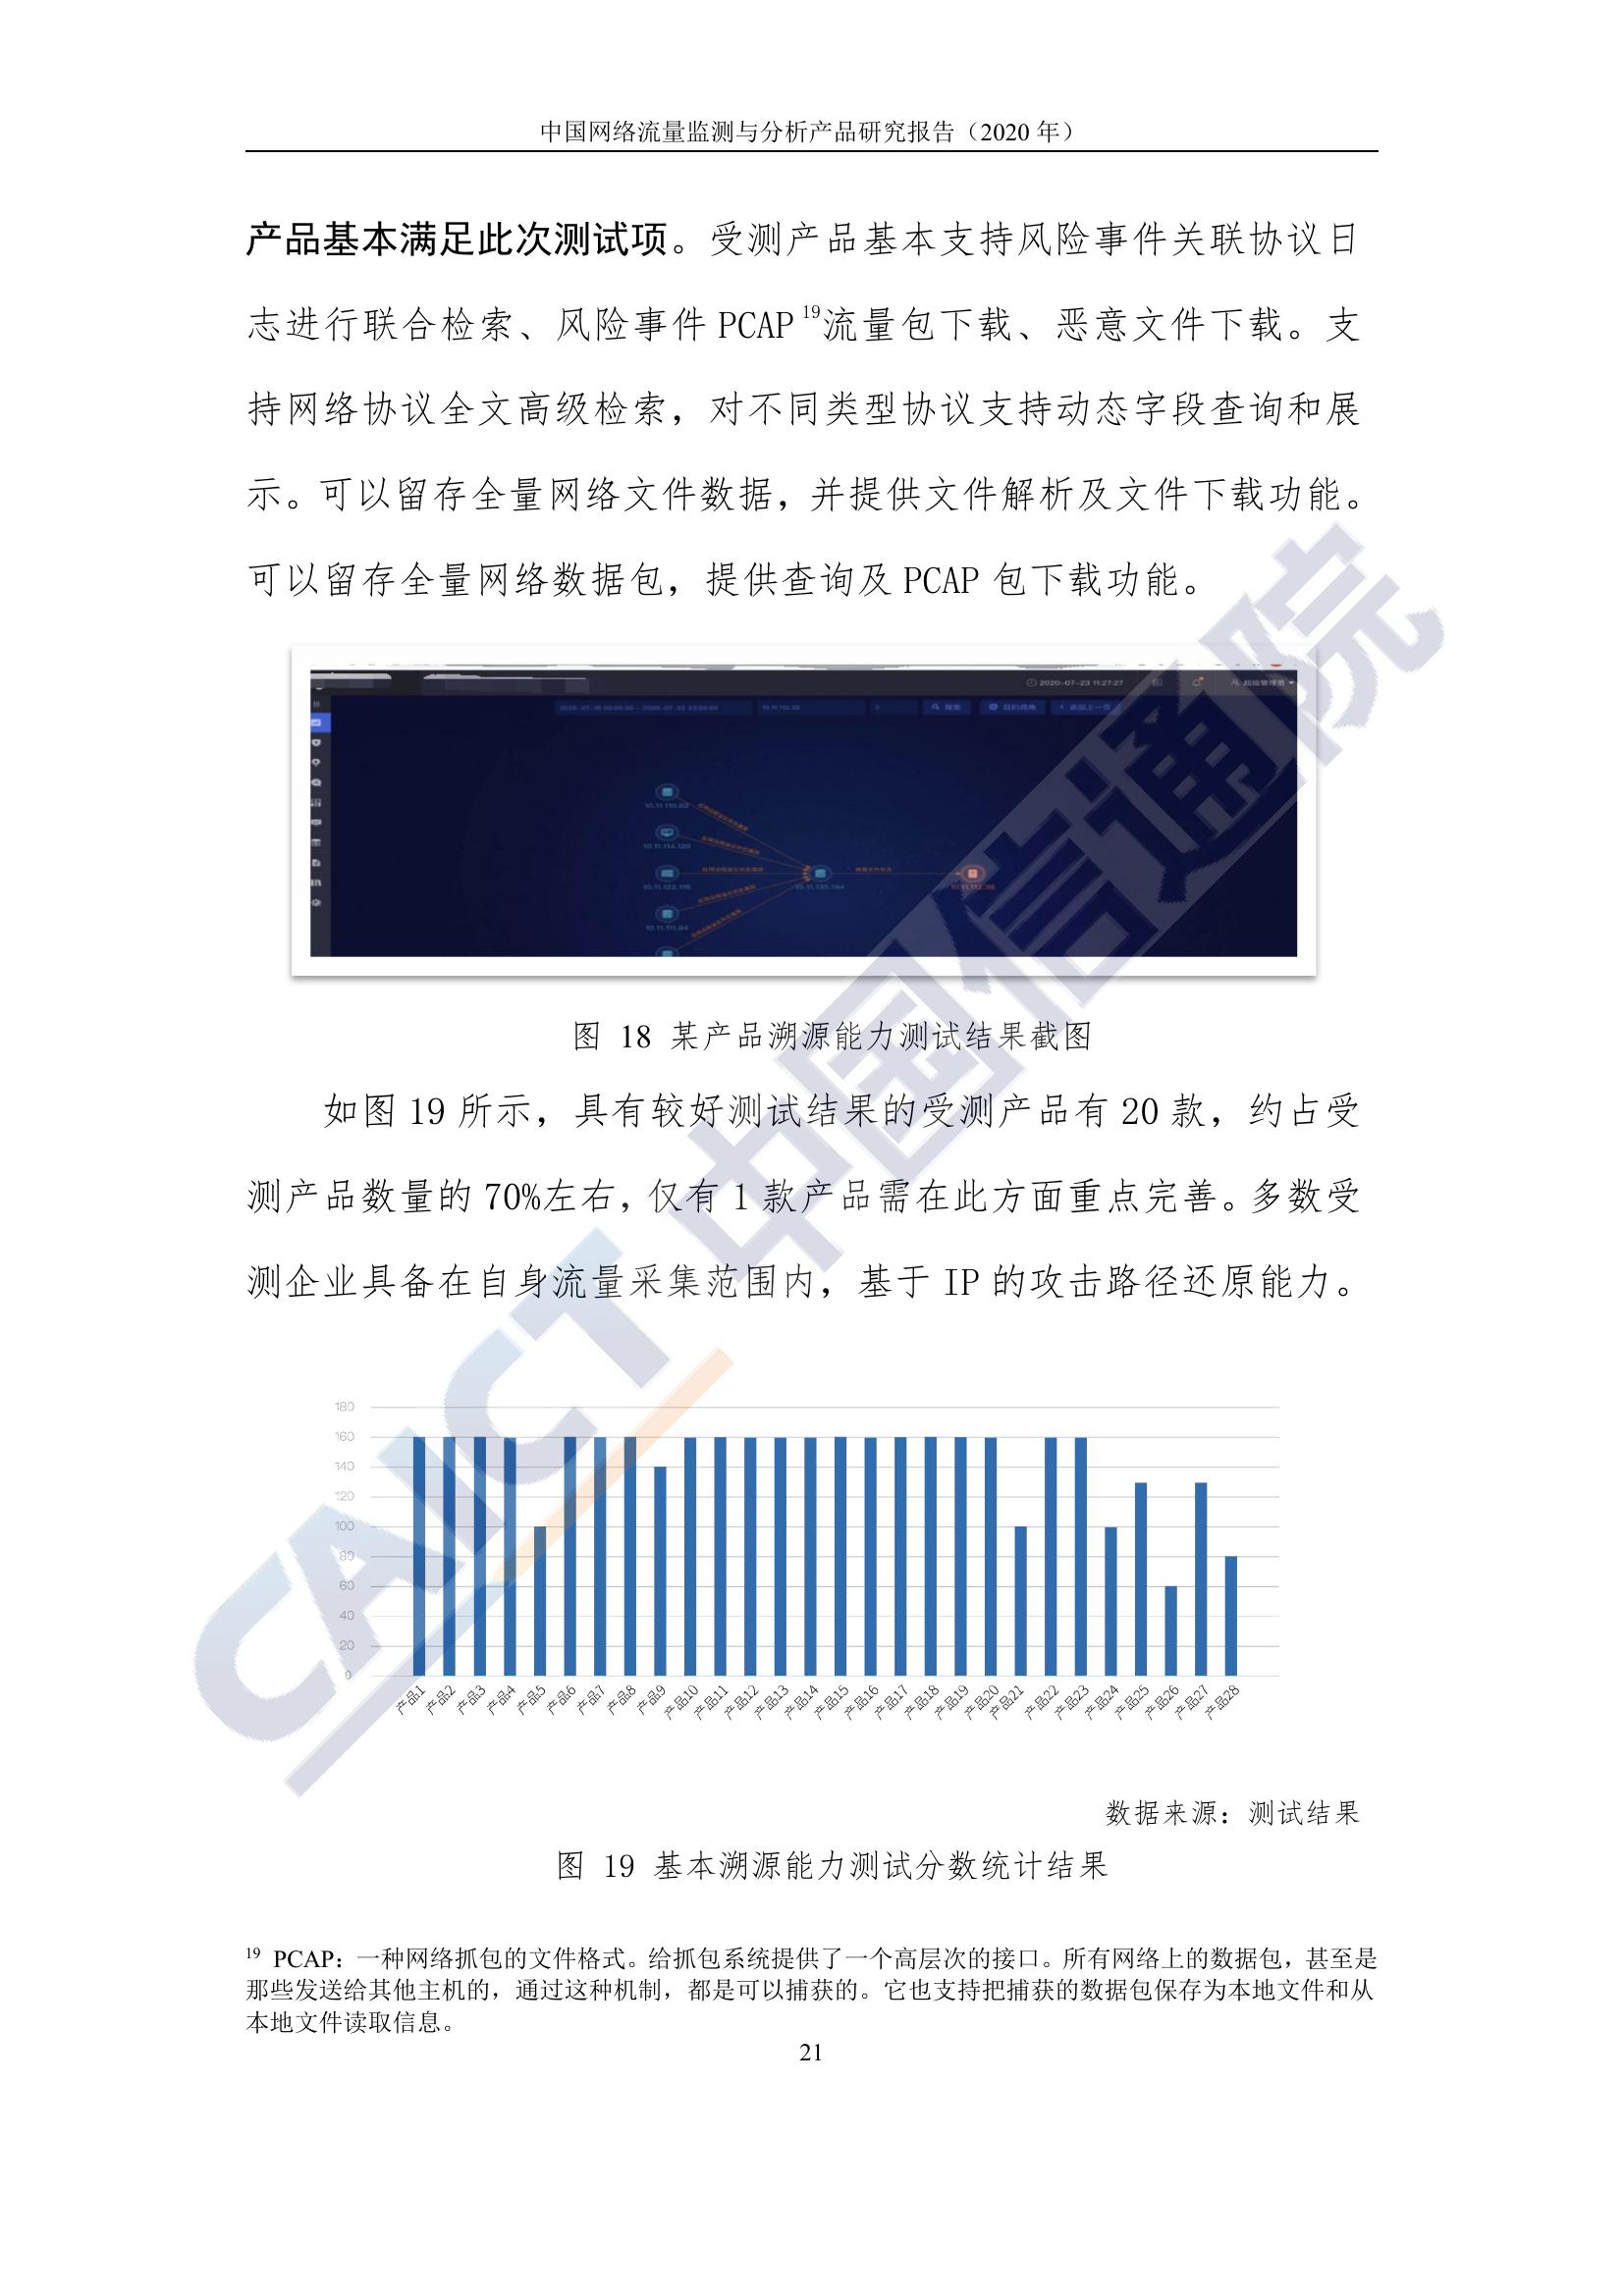 中国网络流量监测与分析产品研究报告（2020 年）
产品基本满足此次测试项。受测产品基本支持风险事件关联协议日
志进行联合检索、风险事件 PCAP19流量包下载、恶意文件下载。支
持网络协议全文高级检索，对不同类型协议支持动态字段查询和展
示。可以留存全量网络文件数据，并提供文件解析及文件下载功能。
可以留存全量网络数据包，提供查询及 PCAP 包下载功能。
2020-07-23 11:27:27
搜索
10.11.114.120
图 18 某产品溯源能力测试结果截图
如图 19 所示，具有较好测试结果的受测产品有 20 款，约占受
测产品数量的 70%左右，仅有 1 款产品需在此方面重点完善。多数受
测企业具备在自身流量采集范围内，基于 IP 的攻击路径还原能力。
180
160
140
120
100
80
60
40
20
0
产品1 产品2 产品3 产品4 产品5 产品6 产品7 产品8 产品9 产品10 产品11 产品12 产品13 产品14 产品15 产品16 产品17 产品18 产品19 产品20 产品21 产品22 产品23 产品24 产品25 产品26 产品27 产品28
数据来源：测试结果
图 19 基本溯源能力测试分数统计结果
19 PCAP：一种网络抓包的文件格式。给抓包系统提供了一个高层次的接口。所有网络上的数据包，甚至是
那些发送给其他主机的，通过这种机制，都是可以捕获的。它也支持把捕获的数据包保存为本地文件和从
本地文件读取信息。
21
CAICT 中国信通院